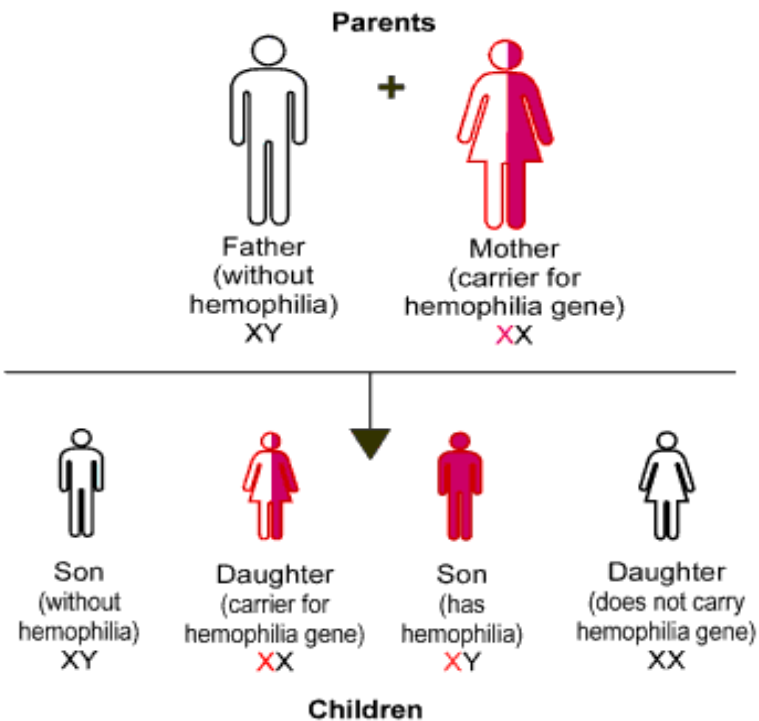 Parents
+
Father
(without
hemophilia)
XY
Mother
(carrier for
hemophilia gene)
XX
Son
(without
hemophilia)
XY
Daughter
(carrier for
hemophilia gene)
XX
Son
(has
hemophilia)
XY
Daughter
(does not carry
hemophilia gene)
XX
Children